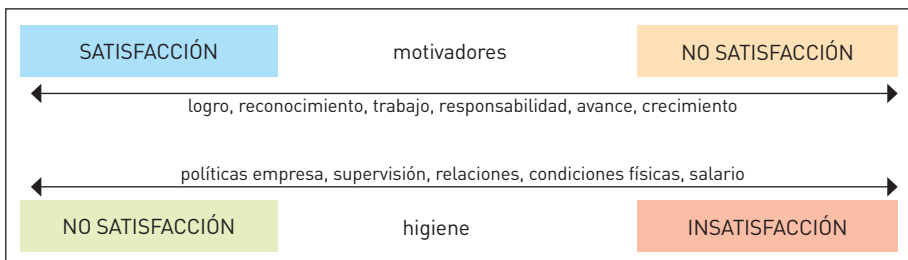 SATISFACCIÓN motivadores NO SATISFACCIÓN
logro, reconocimiento, trabajo, responsabilidad, avance, crecimiento
políticas empresa, supervisión, relaciones, condiciones físicas, salario
NO SATISFACCIÓN higiene INSATISFACCIÓN